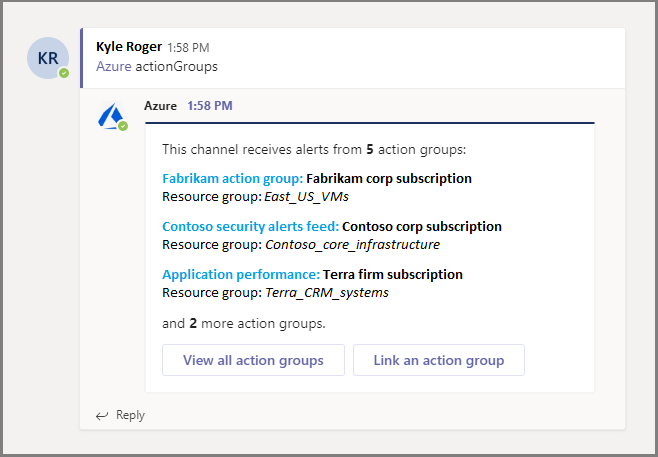 KR
Kyle Roger 1:58 PM
Azure actionGroups
Azure 1:58 PM
This channel receives alerts from 5 action groups:
Fabrikam action group: Fabrikam corp subscription
Resource group: East_US_VMs
Contoso security alerts feed: Contoso corp subscription
Resource group: Contoso_core_infrastructure
Application performance: Terra firm subscription
Resource group: Terra_CRM_systems
and 2 more action groups.
View all action groups Link an action group
Reply